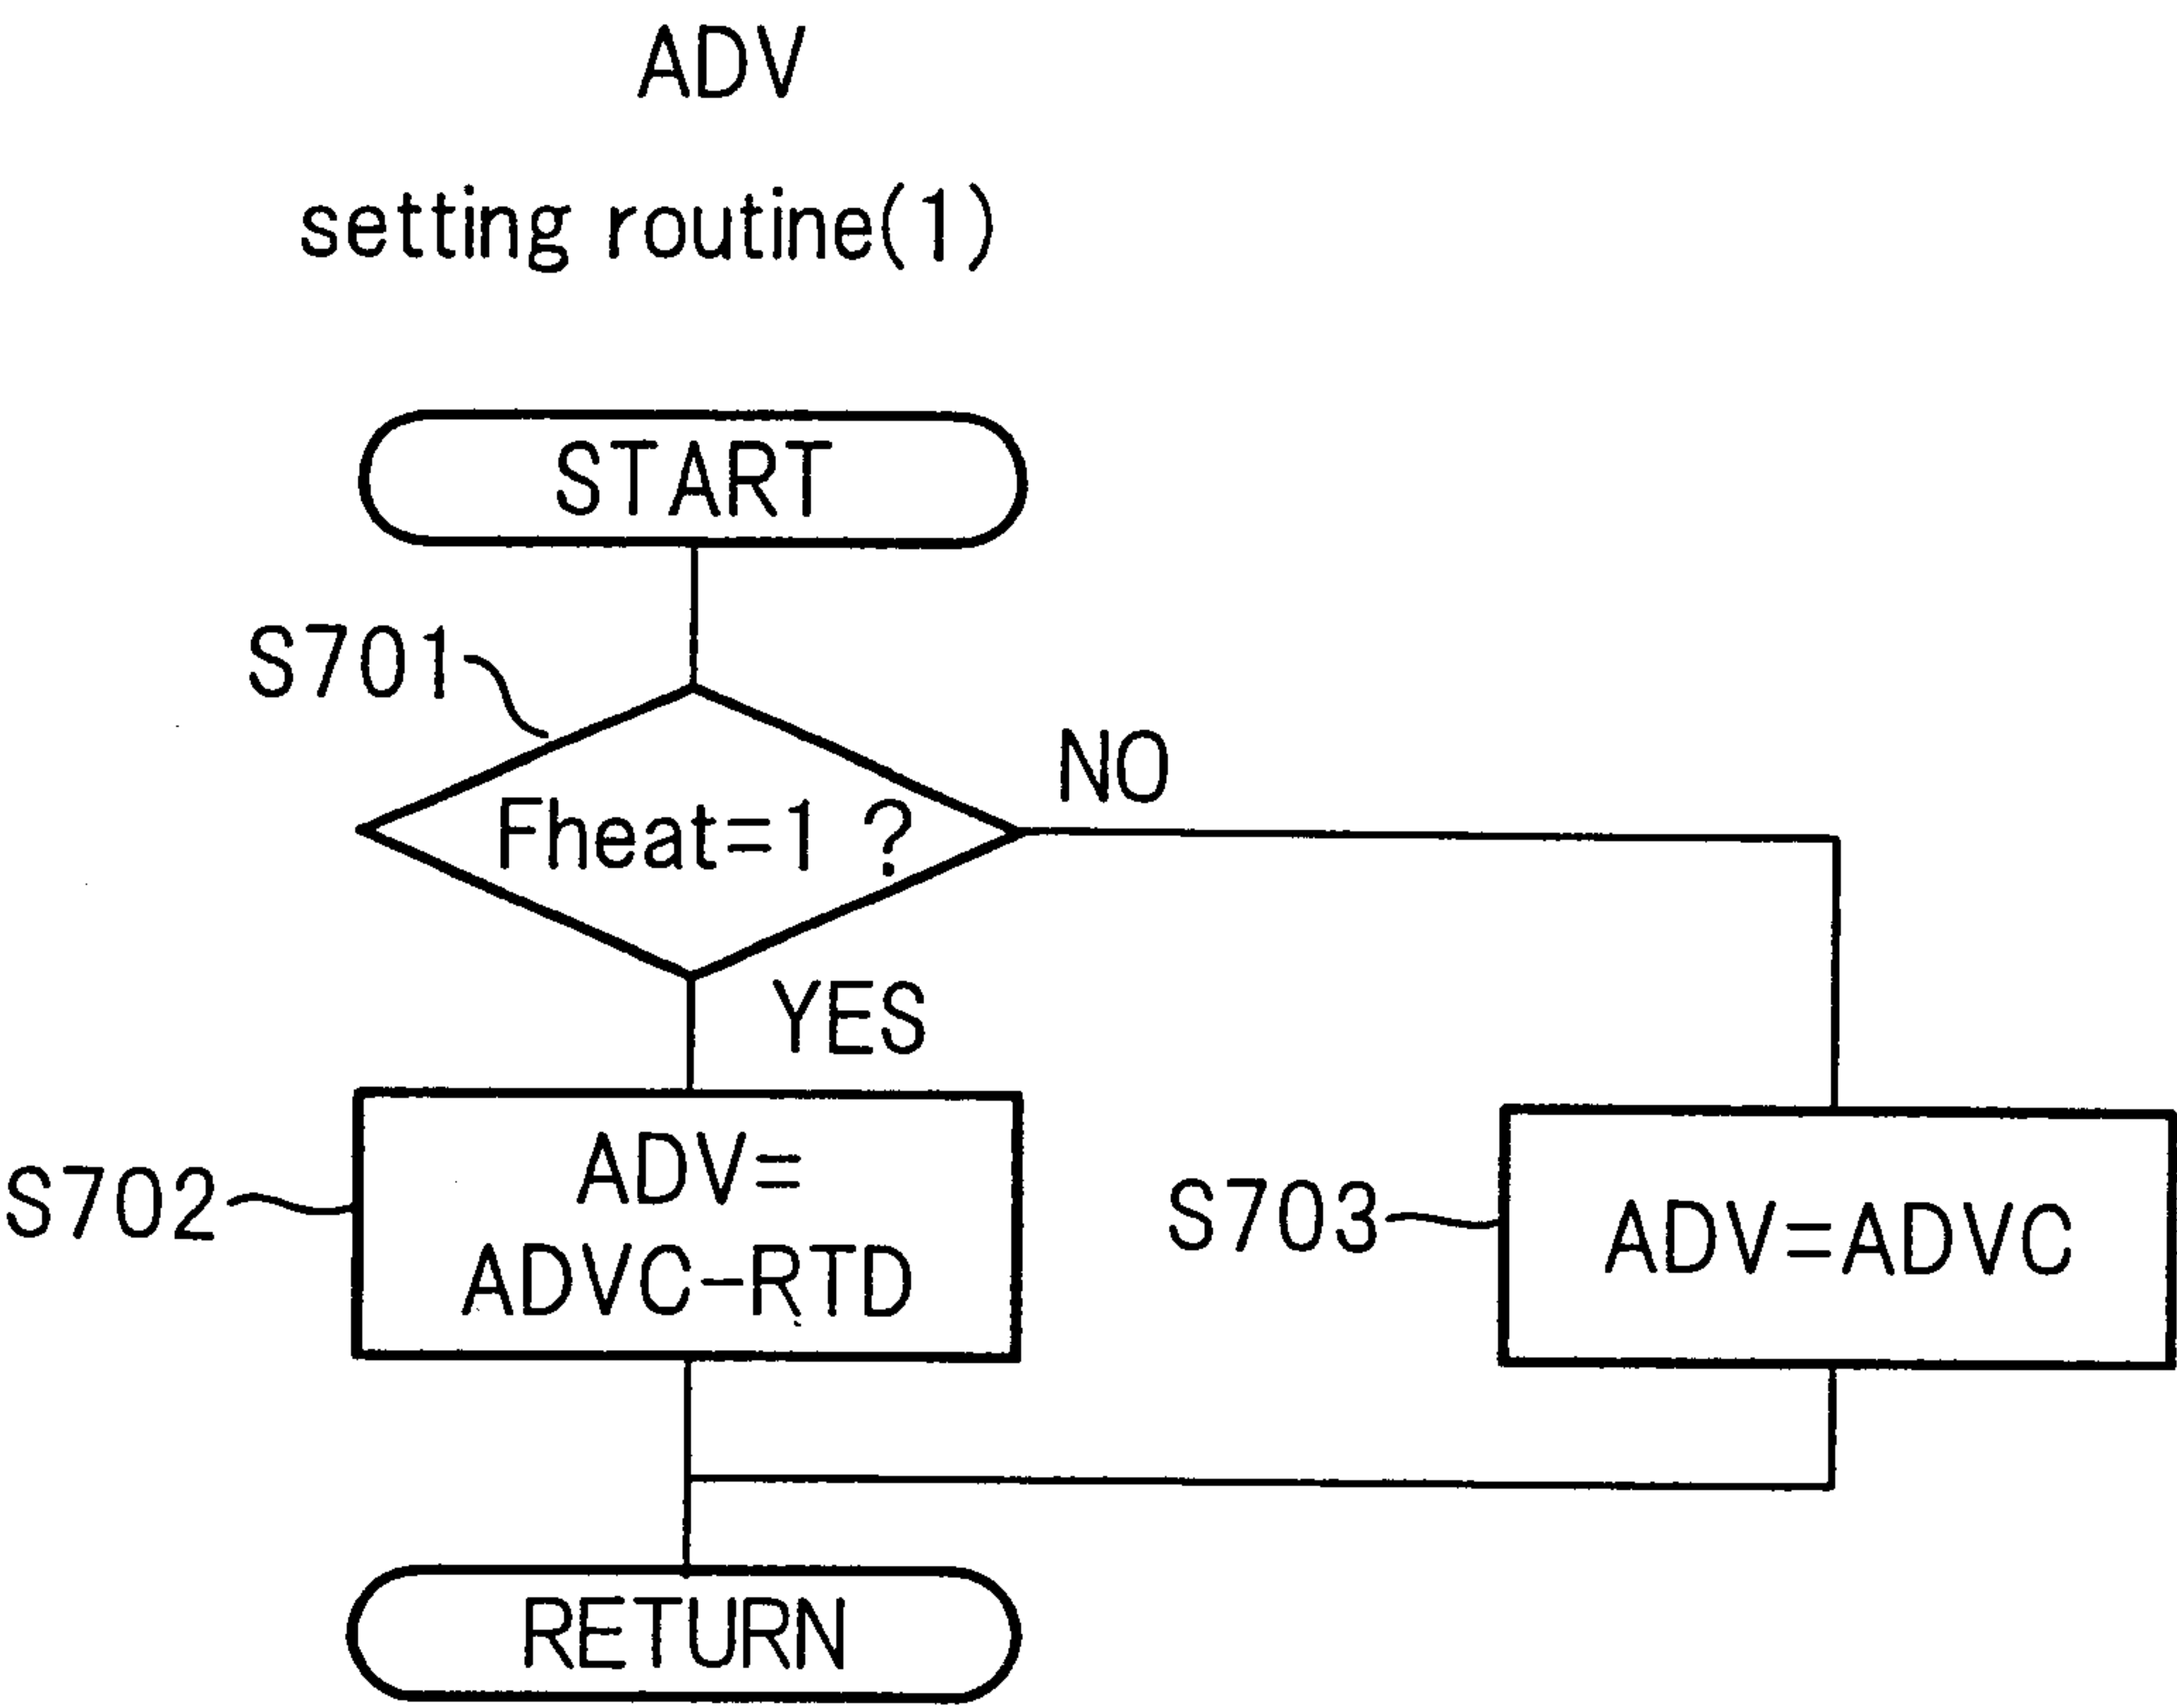 ADV
setting routine(1)
START
S701
NO
Fheat=1 ?
YES
S702
ADV=
ADVC-RTD
S703
ADV=ADVC
RETURN